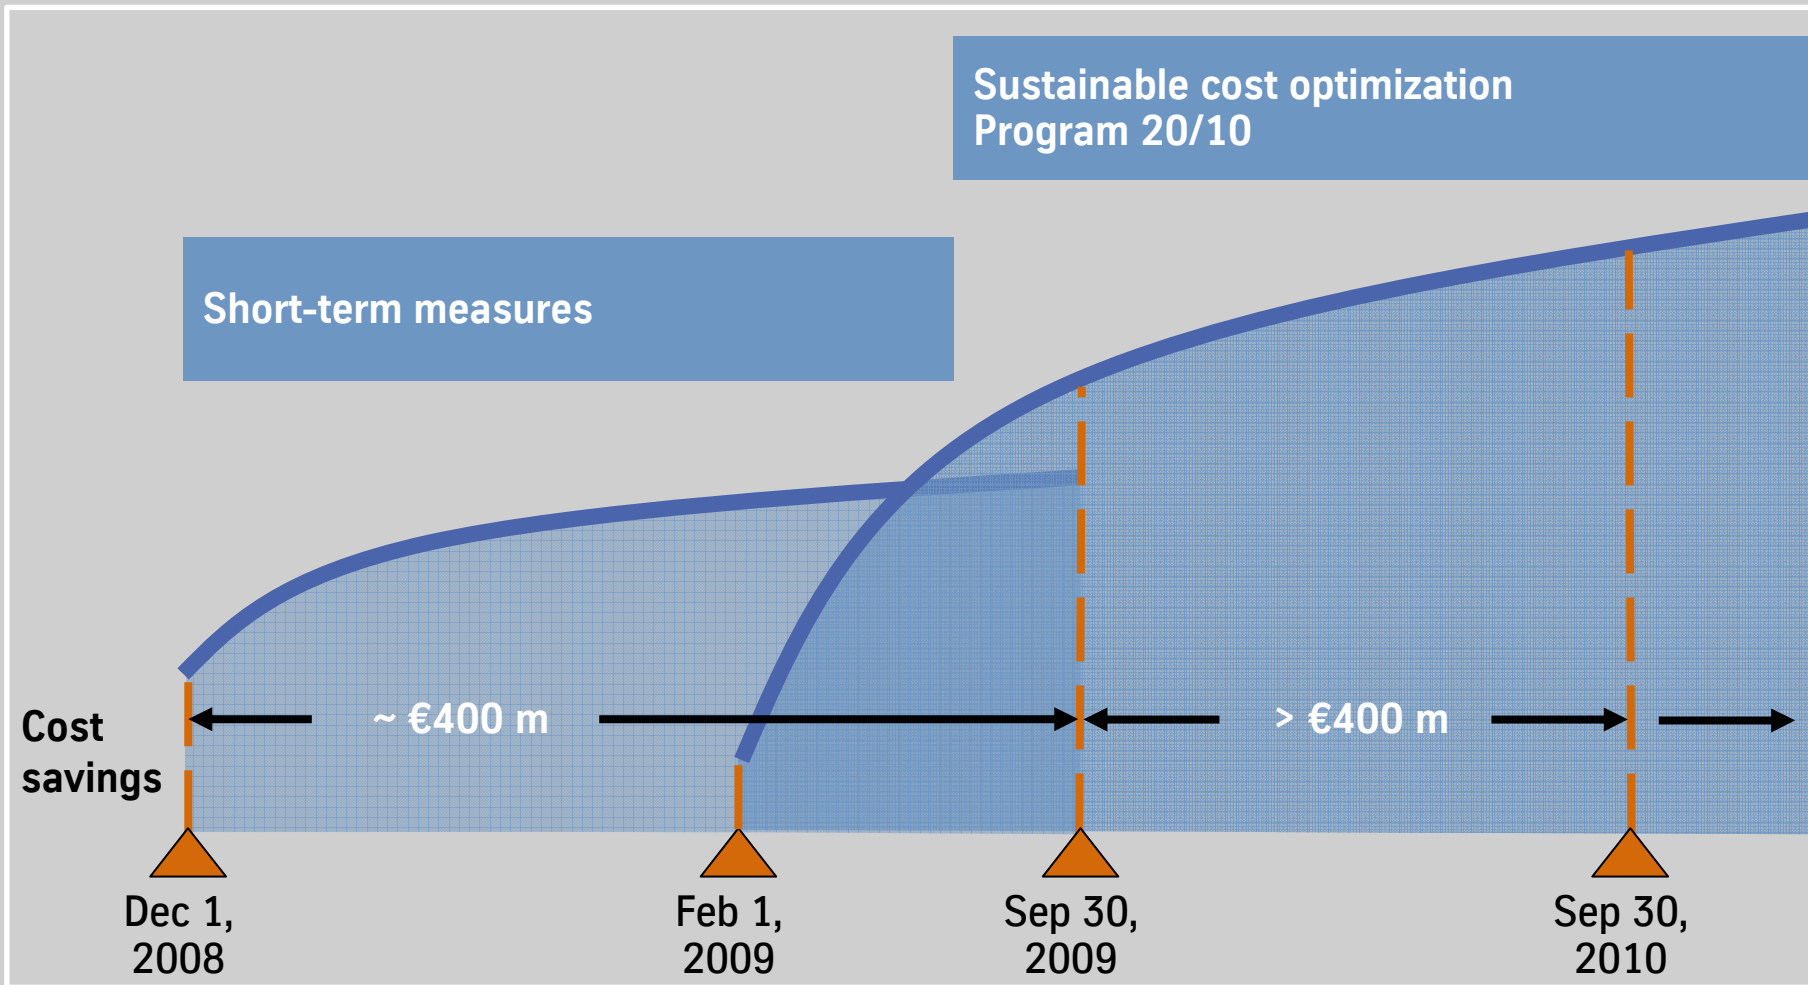 Sustainable cost optimization
Program 20/10
Short-term measures
Cost
savings
~ €400 m
> €400 m
Dec 1,
2008
Feb 1,
2009
Sep 30,
2009
Sep 30,
2010